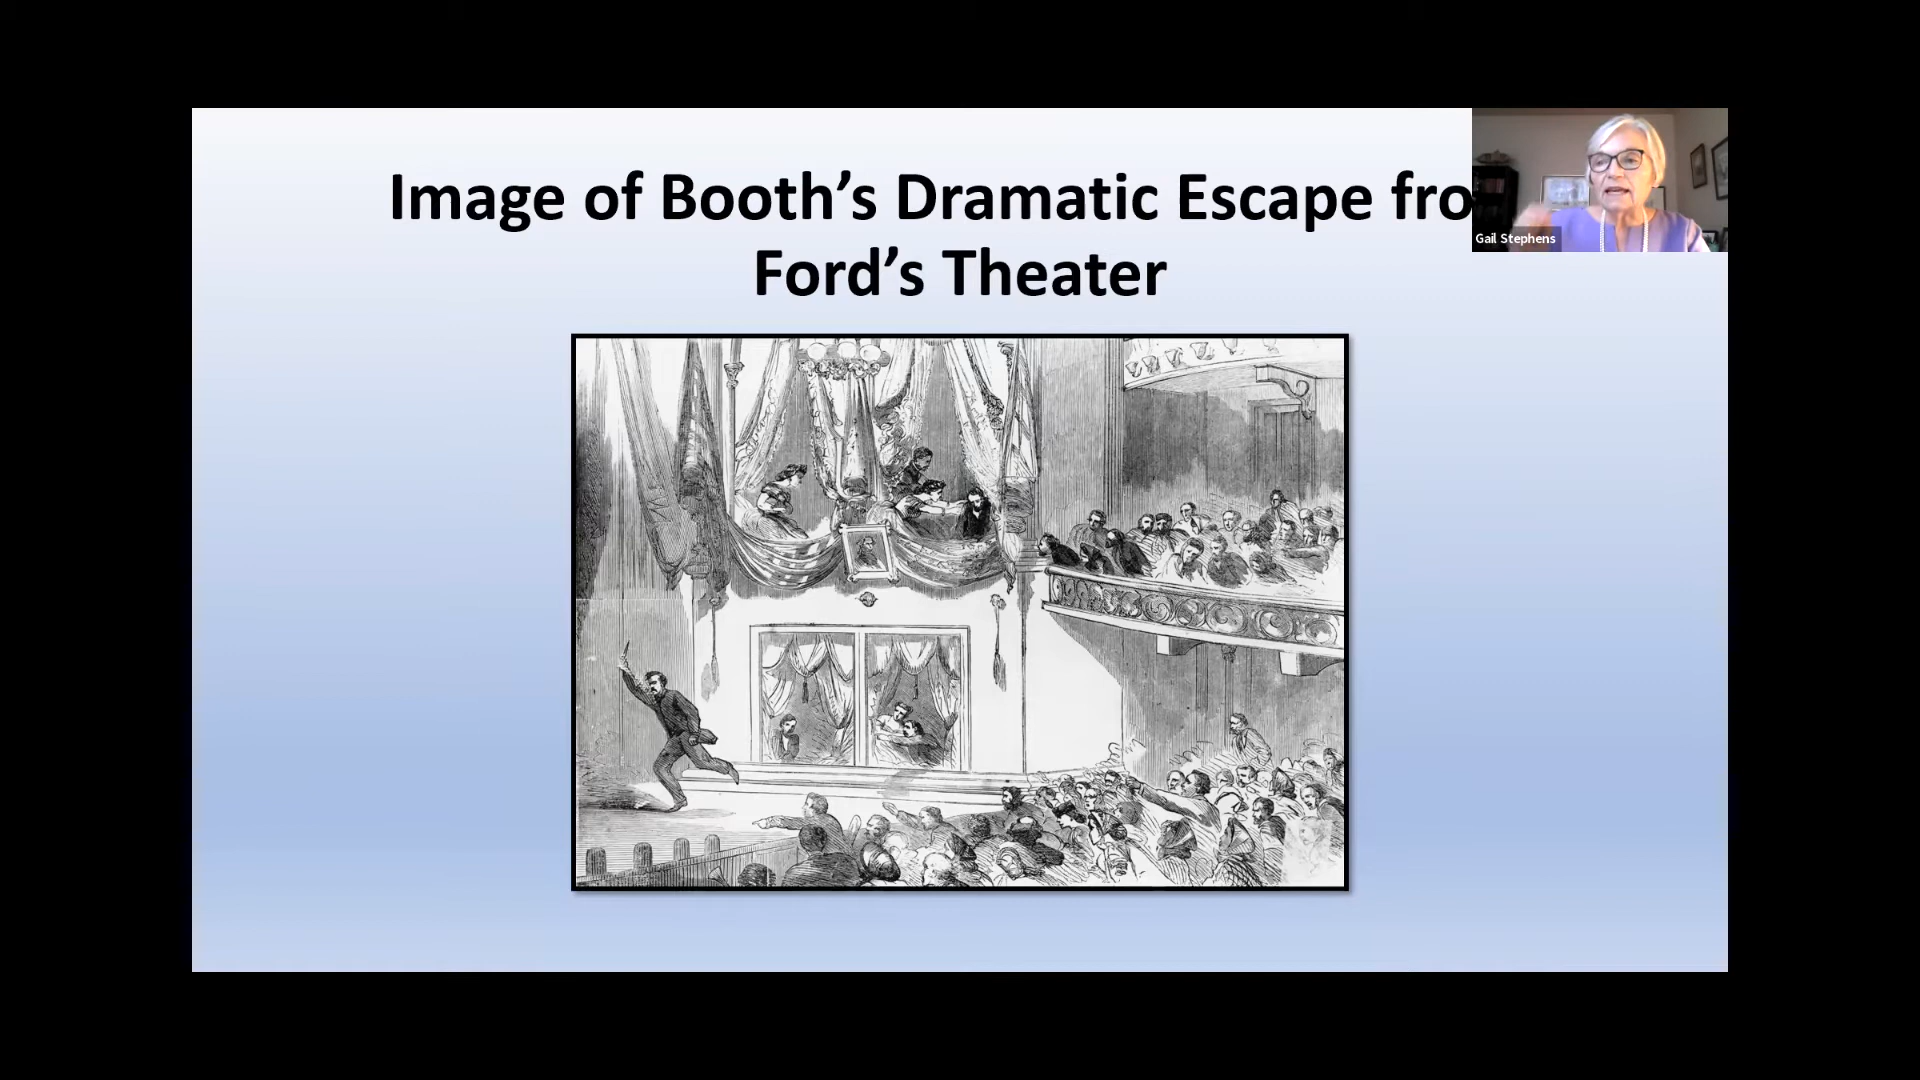 Image of Booth’s Dramatic Escape fro
Ford’s Theater
Gail Stephens